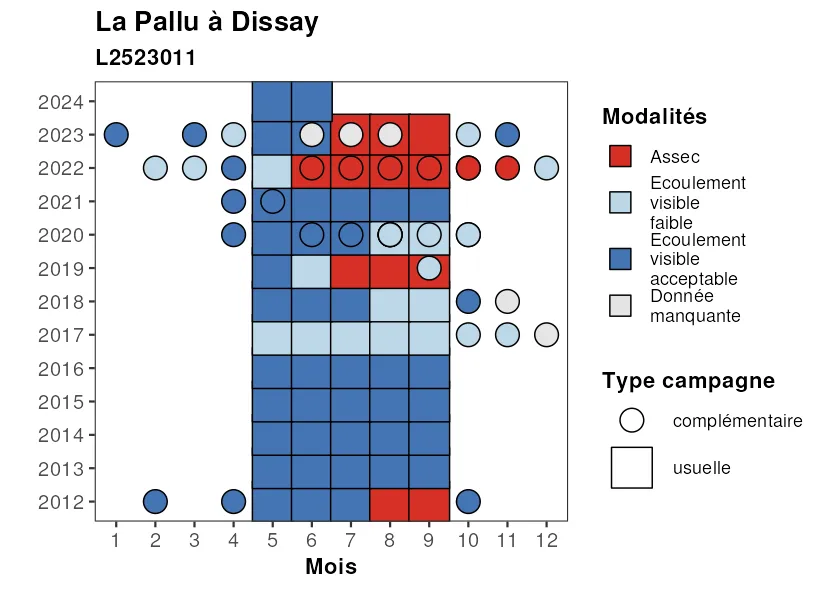 La Pallu à Dissay
L2523011
2024
2023
2022
2021
2020
2019
2018
2017
2016
2015
2014
2013
2012
1 2 3 4 5 6 7 8 9 10 11 12
Mois
Modalités
Assec
Ecoulement
visible
faible
Ecoulement
visible
acceptable
Donnée
manquante
Type campagne
complémentaire
usuelle